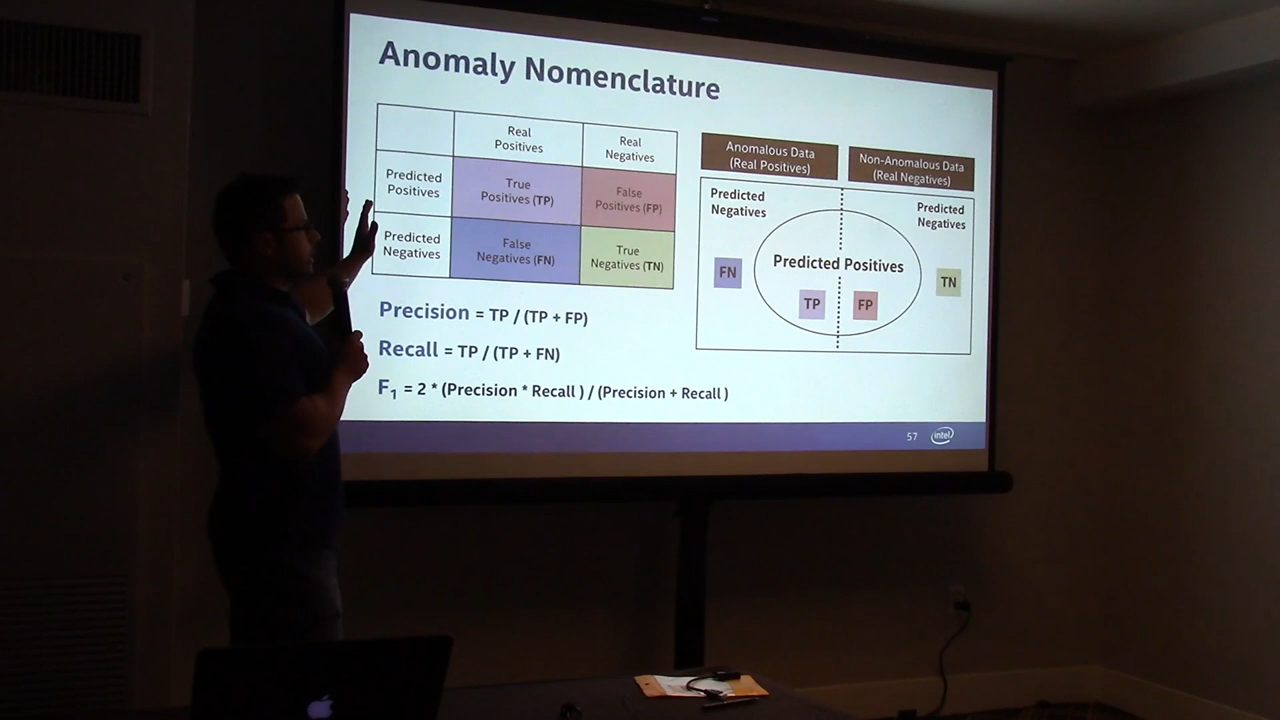 Anomaly Nomenclature
Real
Positives
Real
Negatives
Predicted
Positives
True
Positives (TP)
False
Positives (FP)
Predicted
Negatives
False
Negatives (FN)
True
Negatives (TN)
Precision = TP / (TP + FP)
Recall = TP / (TP + FN)
F1 = 2 * (Precision * Recall ) / (Precision + Recall )
Anomalous Data
(Real Positives)
Non-Anomalous Data
(Real Negatives)
Predicted
Negatives
Predicted
Negatives
Predicted Positives
FN
TP
FP
TN
57
intel